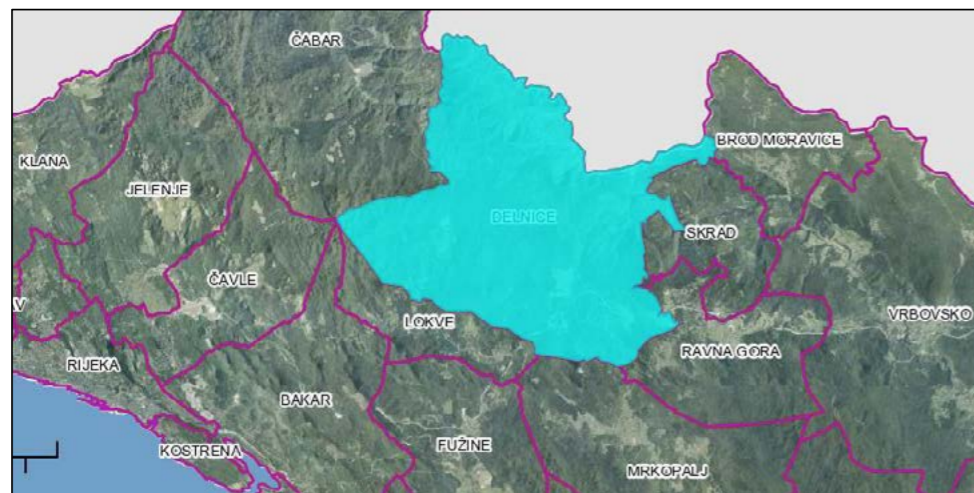 ČABAR
BROD MORAVICE
KLANA
JELENJE
DELNICE
SKRAD
ČAVLE
V
LOKVE
VRBOVSKO
RIJEKA
RAVNA GORA
BAKAR
KOSTRENA
FUŽINE
MRKOPALJ